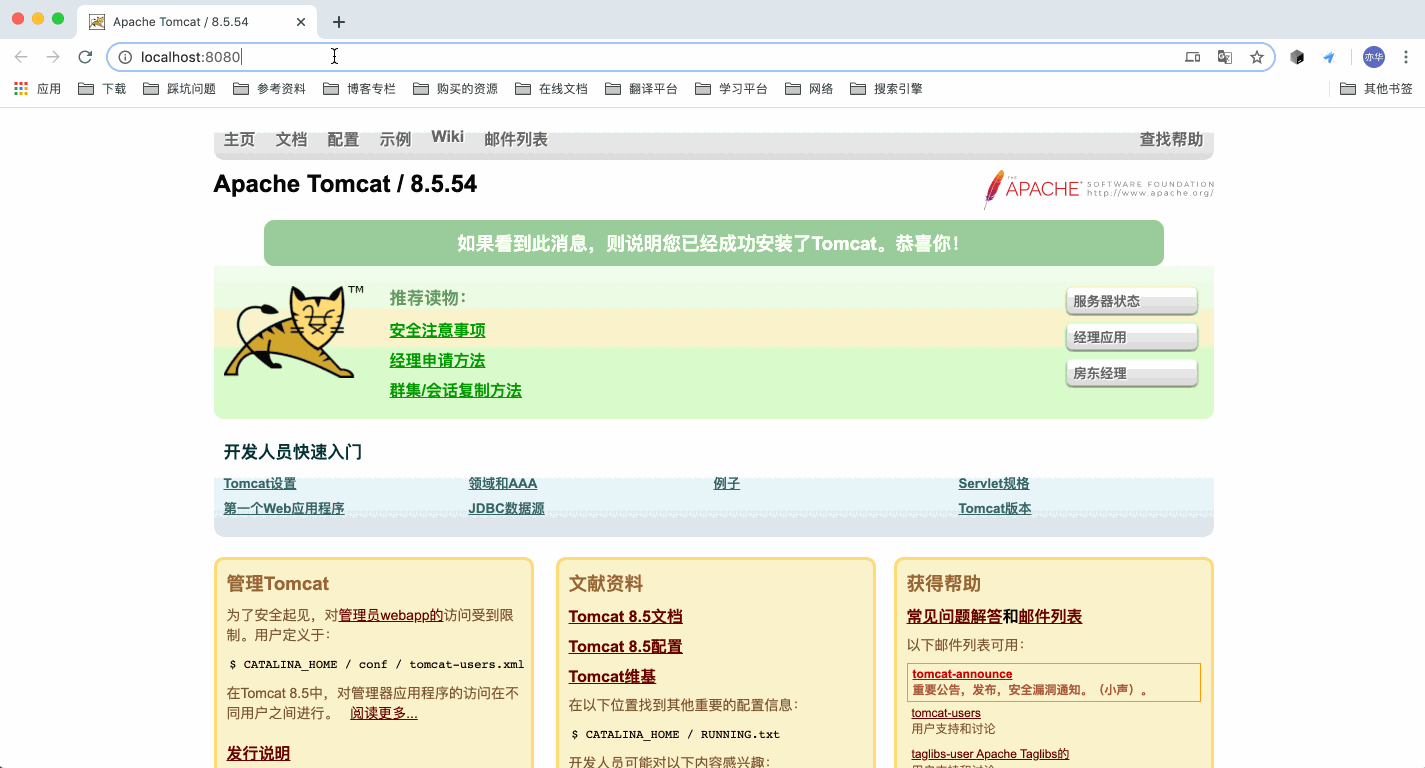 Apache Tomcat / 8.5.54
localhost:8080
亦华
应用 下载 踩坑问题 参考资料 博客专栏 购买的资源 在线文档 翻译平台 学习平台 网络 搜索引擎 其他书签
主页 文档 配置 示例 Wiki 邮件列表 查找帮助
Apache Tomcat / 8.5.54
THE APACHE® SOFTWARE FOUNDATION
http://www.apache.org/
如果看到此消息，则说明您已经成功安装了Tomcat。恭喜你！
TM
推荐读物：
安全注意事项
经理申请方法
群集/会话复制方法
服务器状态
经理应用
房东经理
开发人员快速入门
Tomcat设置 领域和AAA 例子 Servlet规格
第一个Web应用程序 JDBC数据源 Tomcat版本
管理Tomcat
为了安全起见，对管理员webapp的访问受到限
制。用户定义于：
$ CATALINA_HOME / conf / tomcat-users.xml
在Tomcat 8.5中，对管理器应用程序的访问在不
同用户之间进行。 阅读更多...
发行说明
文献资料
Tomcat 8.5文档
Tomcat 8.5配置
Tomcat维基
在以下位置找到其他重要的配置信息：
$ CATALINA_HOME / RUNNING.txt
开发人员可能对以下内容感兴趣：
获得帮助
常见问题解答和邮件列表
以下邮件列表可用：
tomcat-announce
重要公告，发布，安全漏洞通知。（小声）。
tomcat-users
用户支持和讨论
taglibs-user Apache Taglibs的